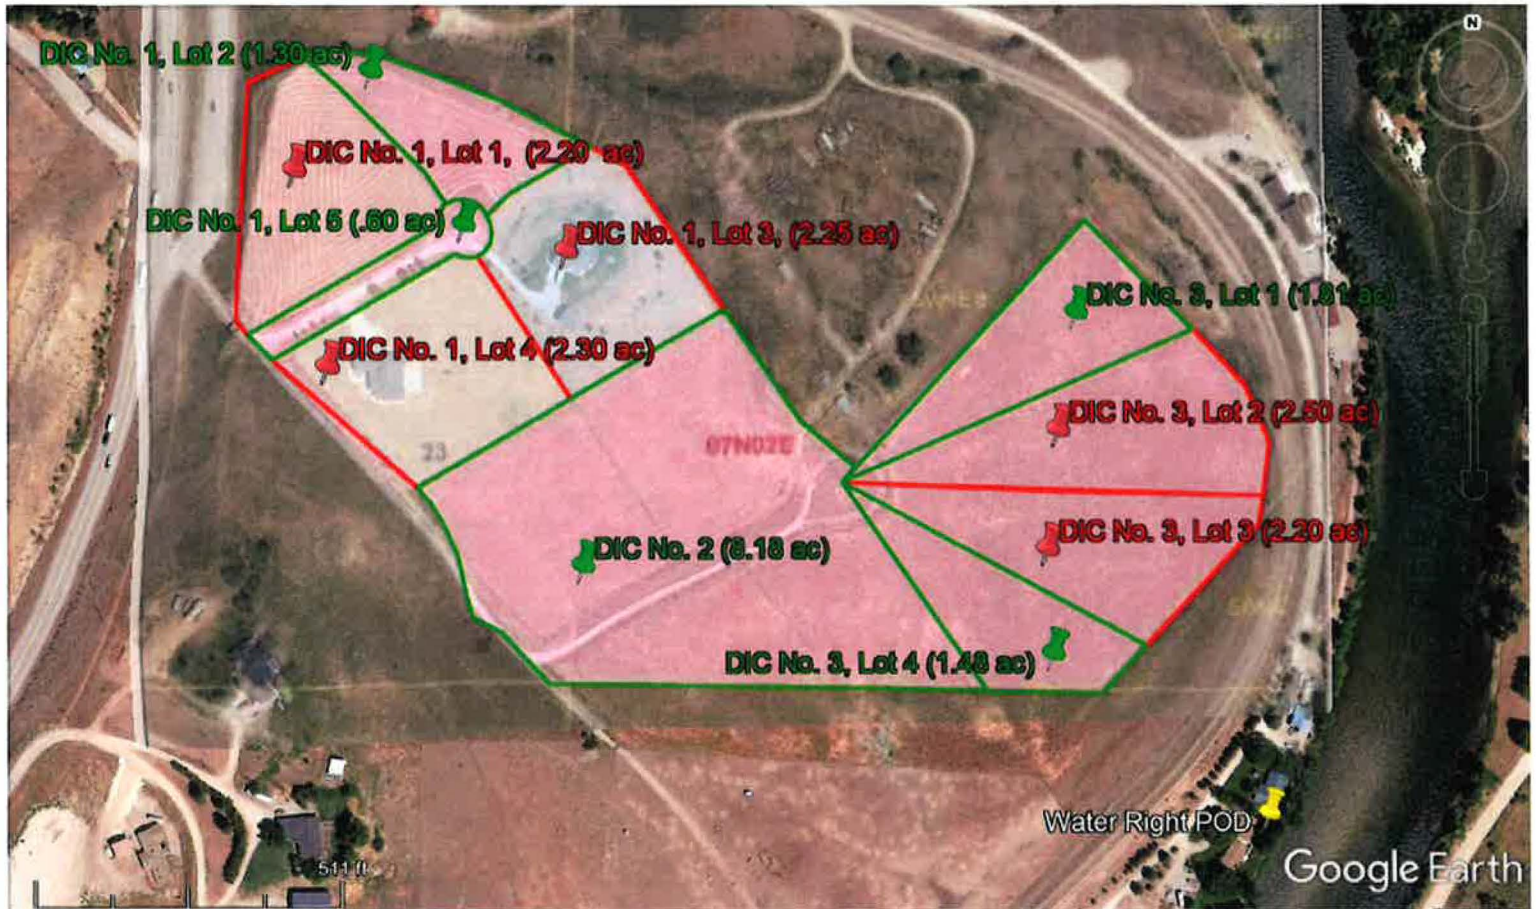 N
DIC No. 1, Lot 2 (1.30 ac)
DIC No. 1, Lot 1, (2.20 ac)
DIC No. 1, Lot 5 (.60 ac)
DIC No. 1, Lot 3, (2.25 ac)
DIC No. 3, Lot 1 (1.81 ac)
DIC No. 1, Lot 4 (2.30 ac)
DIC No. 3, Lot 2 (2.50 ac)
07N02E
23
DIC No. 3, Lot 3 (2.20 ac)
DIC No. 2 (8.18 ac)
DIC No. 3, Lot 4 (1.48 ac)
Water Right POD
511 ft
Google Earth